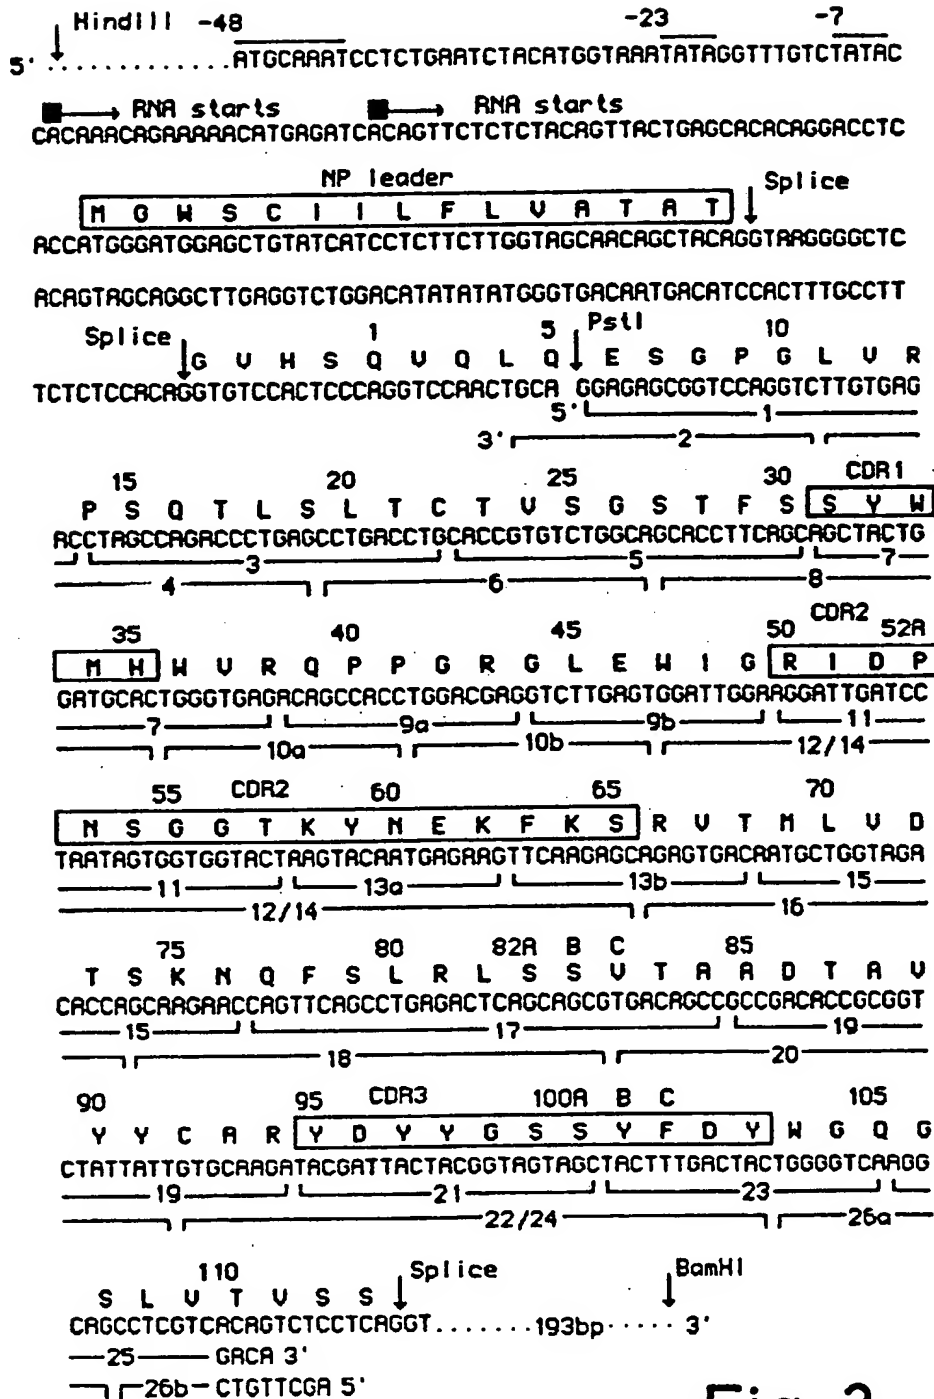 HindIII -48 -23 -7
5' ..............ATGCAAATCCTCTGAATCTACATGGTAAATATAGGTTTGTCTATAC
RNA starts RNA starts
CACAAACAGAAAAACATGAGATCACAGTTCTCTCTACAGTTACTGAGCACACAGGACCTC
NP leader Splice
M G W S C I I L F L V A T A T
ACCATGGGATGGAGCTGTATCATCCTCTTCTTGGTAGCAACAGCTACAGGTAAGGGGCTC
ACAGTAGCAGGCTTGAGGTCTGGACATATATATGGGTGACAATGACATCCACTTTGCCTT
Splice 1 5 PstI 10
G V H S Q V Q L Q E S G P G L V R
TCTCTCCACAGGTGTCCACTCCCAGGTCCAACTGCA GGAGAGCGGTCCAGGTCTTGTGAG
5' 1
3' 2
15 20 25 30 CDR1
P S Q T L S L T C T V S G S T F S S Y W
ACCTAGCCAGACCCTGAGCCTGACCTGCACCGTGTCTGGCAGCACCTTCAGCAGCTACTG
3 5 7
4 6 8
35 40 45 50 CDR2 52A
M H W V R Q P P G R G L E W I G R I D P
GATGCACTGGGTGAGACAGCCACCTGGACGAGGTCTTGAGTGGATTGGAAGGATTGATCC
7 9a 9b 11
10a 10b 12/14
55 CDR2 60 65 70
N S G G T K Y N E K F K S R V T M L V D
TAATAGTGGTGGTACTAAGTACAATGAGAAGTTCAAGAGCAGAGTGACAATGCTGGTAGA
11 13a 13b 15
12/14 16
75 80 82A B C 85
T S K N Q F S L R L S S V T A A D T A V
CACCAGCAAGAACCAGTTCAGCCTGAGACTCAGCAGCGTGACAGCCGCCGACACCGCGGT
15 17 19
18 20
90 95 CDR3 100A B C 105
Y Y C A R Y D Y Y G S S Y F D Y W G Q G
CTATTATTGTGCAAGATACGATTACTACGGTAGTAGCTACTTTGACTACTGGGGTCAAGG
19 21 23
22/24 26a
110 Splice BamHI
S L V T V S S
CAGCCTCGTCACAGTCTCCTCAGGT.......193bp...... 3'
25 GACA 3'
26b CTGTTCGA 5'